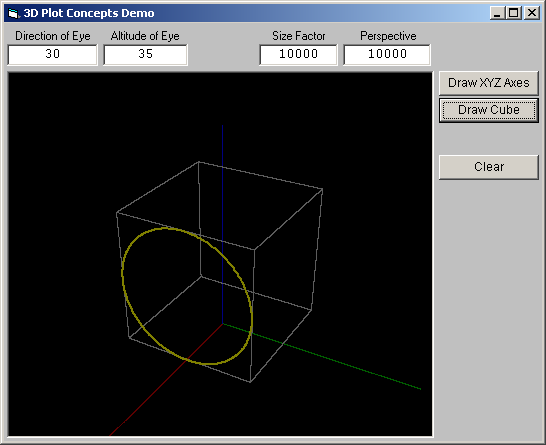 3D Plot Concepts Demo
Direction of Eye Altitude of Eye Size Factor Perspective
30 35 10000 10000
Draw XYZ Axes
Draw Cube
Clear